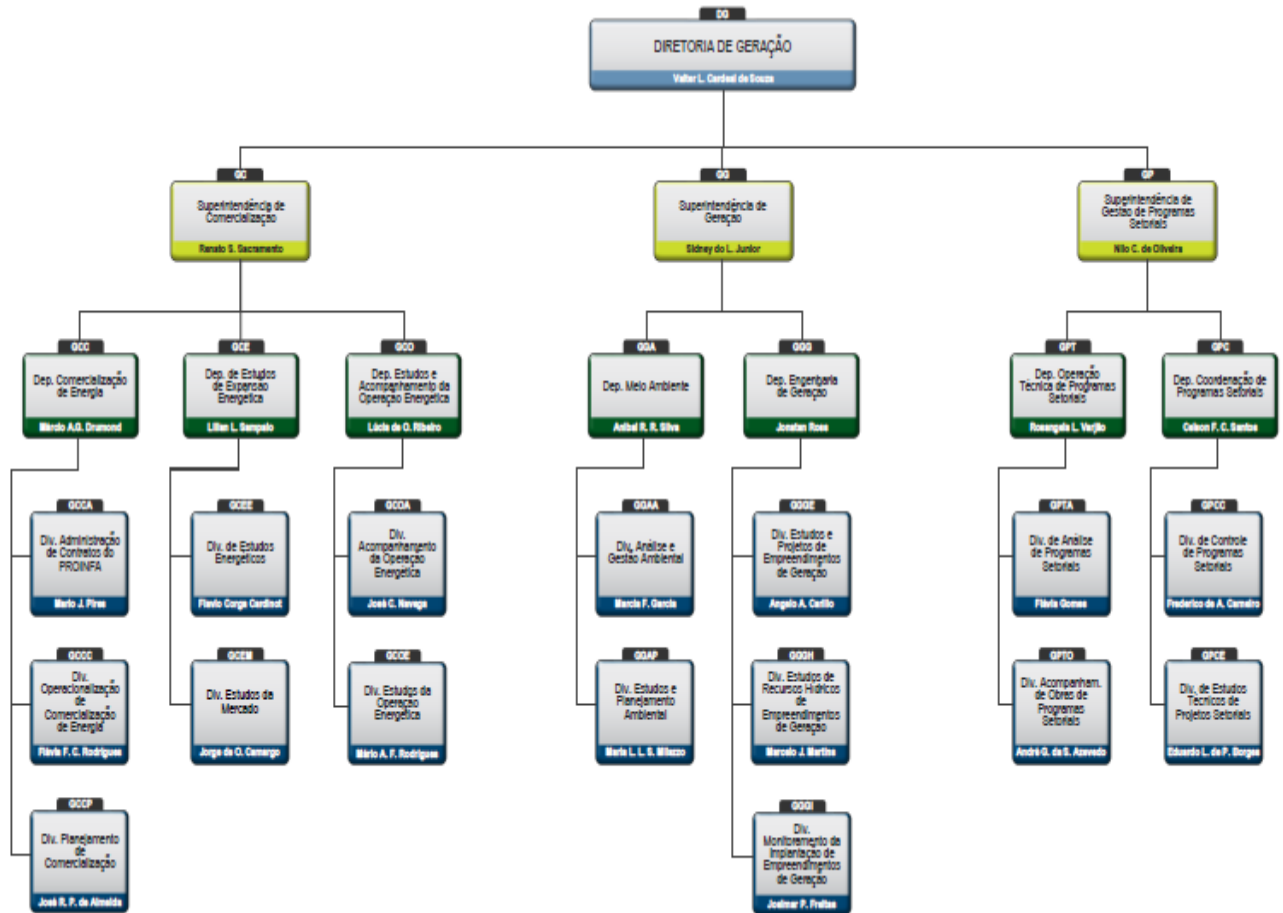 DG
DIRETORIA DE GERAÇÃO
Valter L. Cardeal de Souza
GC
Superintendência de
Comercialização
Renato S. Sacramento
GG
Superintendência de
Geração
Sidney do L. Junior
GP
Superintendência de
Gestão de Programas
Setoriais
Nilo C. de Oliveira
GCC
Dep. Comercialização
de Energia
Márcio A.G. Drumond
GCE
Dep. de Estudos
de Expansão
Energética
Lilian L. Sampaio
GCO
Dep. Estudos e
Acompanhamento da
Operação Energética
Lúcia de O. Ribeiro
GGA
Dep. Meio Ambiente
Anibal R. R. Silva
GGG
Dep. Engenharia
de Geração
Jonatan Ross
GPT
Dep. Operação
Técnica de Programas
Setoriais
Rosangela L. Verjão
GPC
Dep. Coordenação de
Programas Setoriais
Celson F. C. Santos
GCCA
Div. Administração
de Contratos do
PROINFA
Mario J. Pires
GCEE
Div. de Estudos
Energéticos
Flavio Corga Cardinot
GCOA
Div.
Acompanhamento
da Operação
Energética
José C. Navega
GGAA
Div. Análise e
Gestão Ambiental
Marcia F. Garcia
GGGE
Div. Estudos e
Projetos de
Empreendimentos
de Geração
Angelo A. Carillo
GPTA
Div. de Análise
de Programas
Setoriais
Flávia Gomes
GPCC
Div. de Controle
de Programas
Setoriais
Frederico de A. Carneiro
GCCC
Div.
Operacionalização
de
Comercialização
de Energia
Flávia F. C. Rodrigues
GCEM
Div. Estudos da
Mercado
Jorge de O. Camargo
GCOE
Div. Estudos da
Operação
Energética
Mário A. F. Rodrigues
GGAP
Div. Estudos e
Planejamento
Ambiental
Maria L. L. S. Milazzo
GGGH
Div. Estudos de
Recursos Hídricos
de
Empreendimentos
de Geração
Marcelo J. Martins
GPTO
Div. Acompanham.
de Obras de
Programas
Setoriais
André G. de S. Azevedo
GPCE
Div. de Estudos
Técnicos de
Projetos Setoriais
Eduardo L. de P. Borges
GCCP
Div. Planejamento
de
Comercialização
José R. P. de Almeida
GGGI
Div.
Monitoramento da
Implantação de
Empreendimentos
de Geração
Joelmar P. Freitas